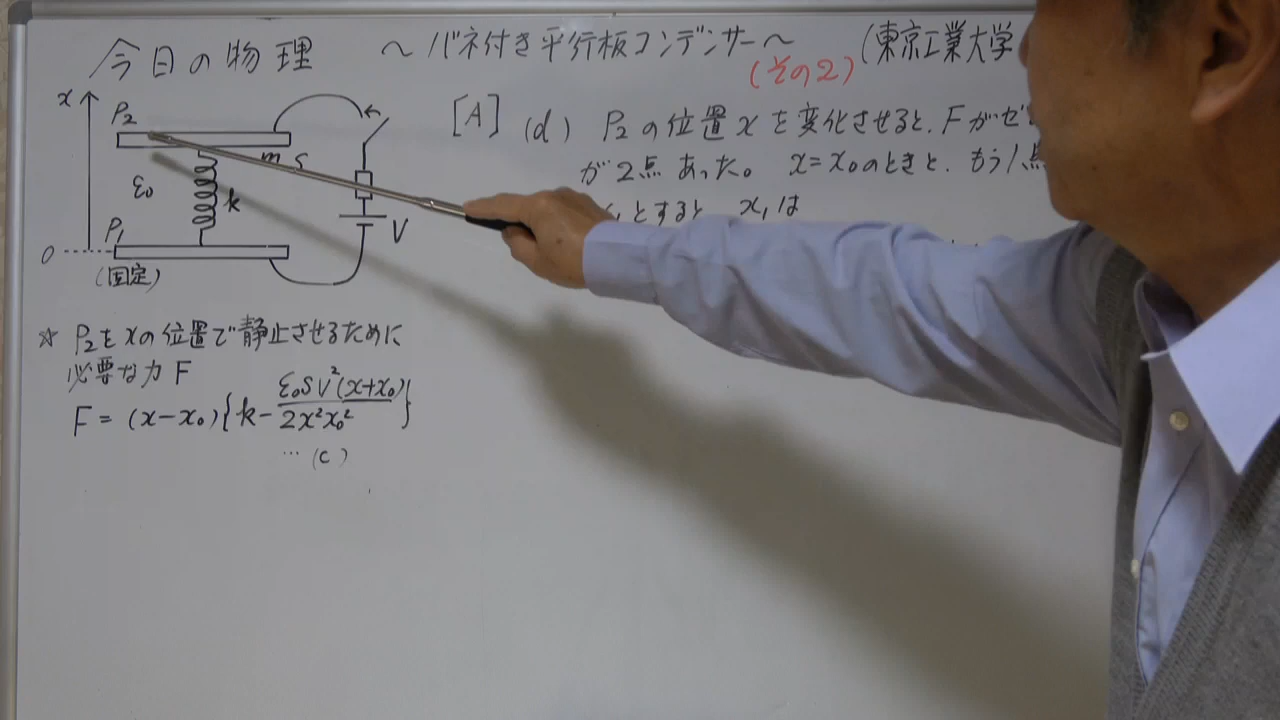 今日の物理 ～バネ付き平行板コンデンサー～ (東京工業大学
(その2)
x
P₂
m S
ε₀
k
P₁
0
(固定)
V
[A] (d) P₂の位置xを変化させると、Fがゼ
が2点あった。 x=x₀のときと、もう1点
とすると x₁は
☆ P₂をxの位置で静止させるために
必要な力F
F = (x-x₀){k - ε₀SV²(x+x₀)/2x²x₀²}
… (c)